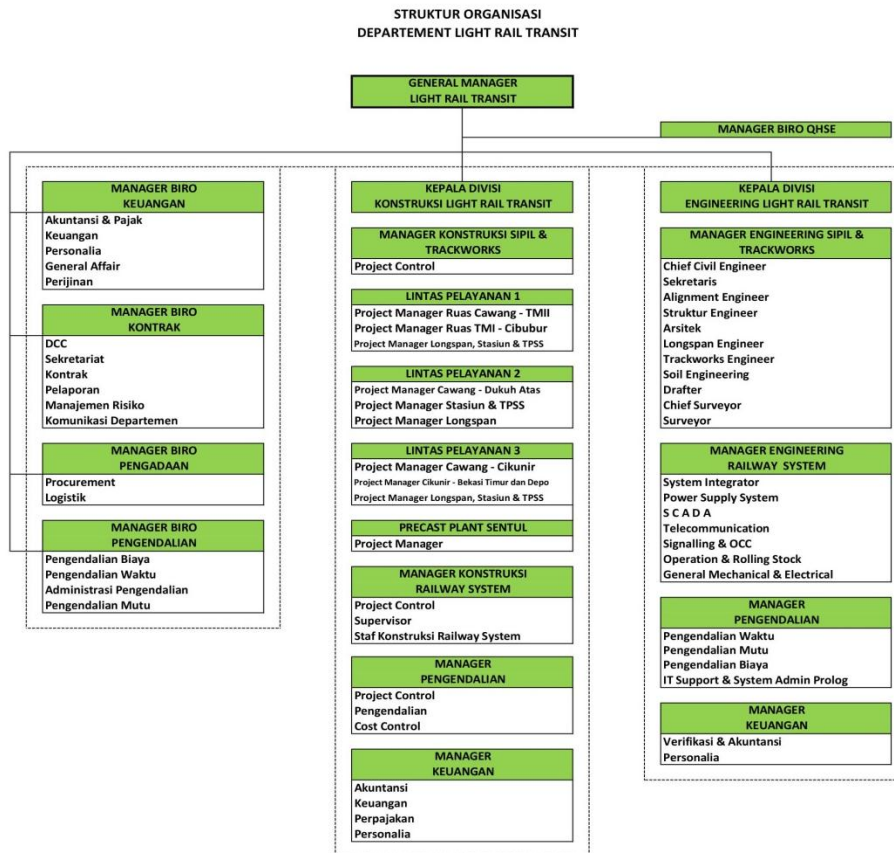 STRUKTUR ORGANISASI
DEPARTEMENT LIGHT RAIL TRANSIT
GENERAL MANAGER
LIGHT RAIL TRANSIT
MANAGER BIRO QHSE
MANAGER BIRO
KEUANGAN
Akuntansi & Pajak
Keuangan
Personalia
General Affair
Perijinan
MANAGER BIRO
KONTRAK
DCC
Sekretariat
Kontrak
Pelaporan
Manajemen Risiko
Komunikasi Departemen
MANAGER BIRO
PENGADAAN
Procurement
Logistik
MANAGER BIRO
PENGENDALIAN
Pengendalian Biaya
Pengendalian Waktu
Administrasi Pengendalian
Pengendalian Mutu
KEPALA DIVISI
KONSTRUKSI LIGHT RAIL TRANSIT
MANAGER KONSTRUKSI SIPIL &
TRACKWORKS
Project Control
LINTAS PELAYANAN 1
Project Manager Ruas Cawang - TMII
Project Manager Ruas TMI - Cibubur
Project Manager Longspan, Stasiun & TPSS
LINTAS PELAYANAN 2
Project Manager Cawang - Dukuh Atas
Project Manager Stasiun & TPSS
Project Manager Longspan
LINTAS PELAYANAN 3
Project Manager Cawang - Cikunir
Project Manager Cikunir - Bekasi Timur dan Depo
Project Manager Longspan, Stasiun & TPSS
PRECAST PLANT SENTUL
Project Manager
MANAGER KONSTRUKSI
RAILWAY SYSTEM
Project Control
Supervisor
Staf Konstruksi Railway System
MANAGER
PENGENDALIAN
Project Control
Pengendalian
Cost Control
MANAGER
KEUANGAN
Akuntansi
Keuangan
Perpajakan
Personalia
KEPALA DIVISI
ENGINEERING LIGHT RAIL TRANSIT
MANAGER ENGINEERING SIPIL &
TRACKWORKS
Chief Civil Engineer
Sekretaris
Alignment Engineer
Struktur Engineer
Arsitek
Longspan Engineer
Trackworks Engineer
Soil Engineering
Drafter
Chief Surveyor
Surveyor
MANAGER ENGINEERING
RAILWAY SYSTEM
System Integrator
Power Supply System
S C A D A
Telecommunication
Signalling & OCC
Operation & Rolling Stock
General Mechanical & Electrical
MANAGER
PENGENDALIAN
Pengendalian Waktu
Pengendalian Mutu
Pengendalian Biaya
IT Support & System Admin Prolog
MANAGER
KEUANGAN
Verifikasi & Akuntansi
Personalia